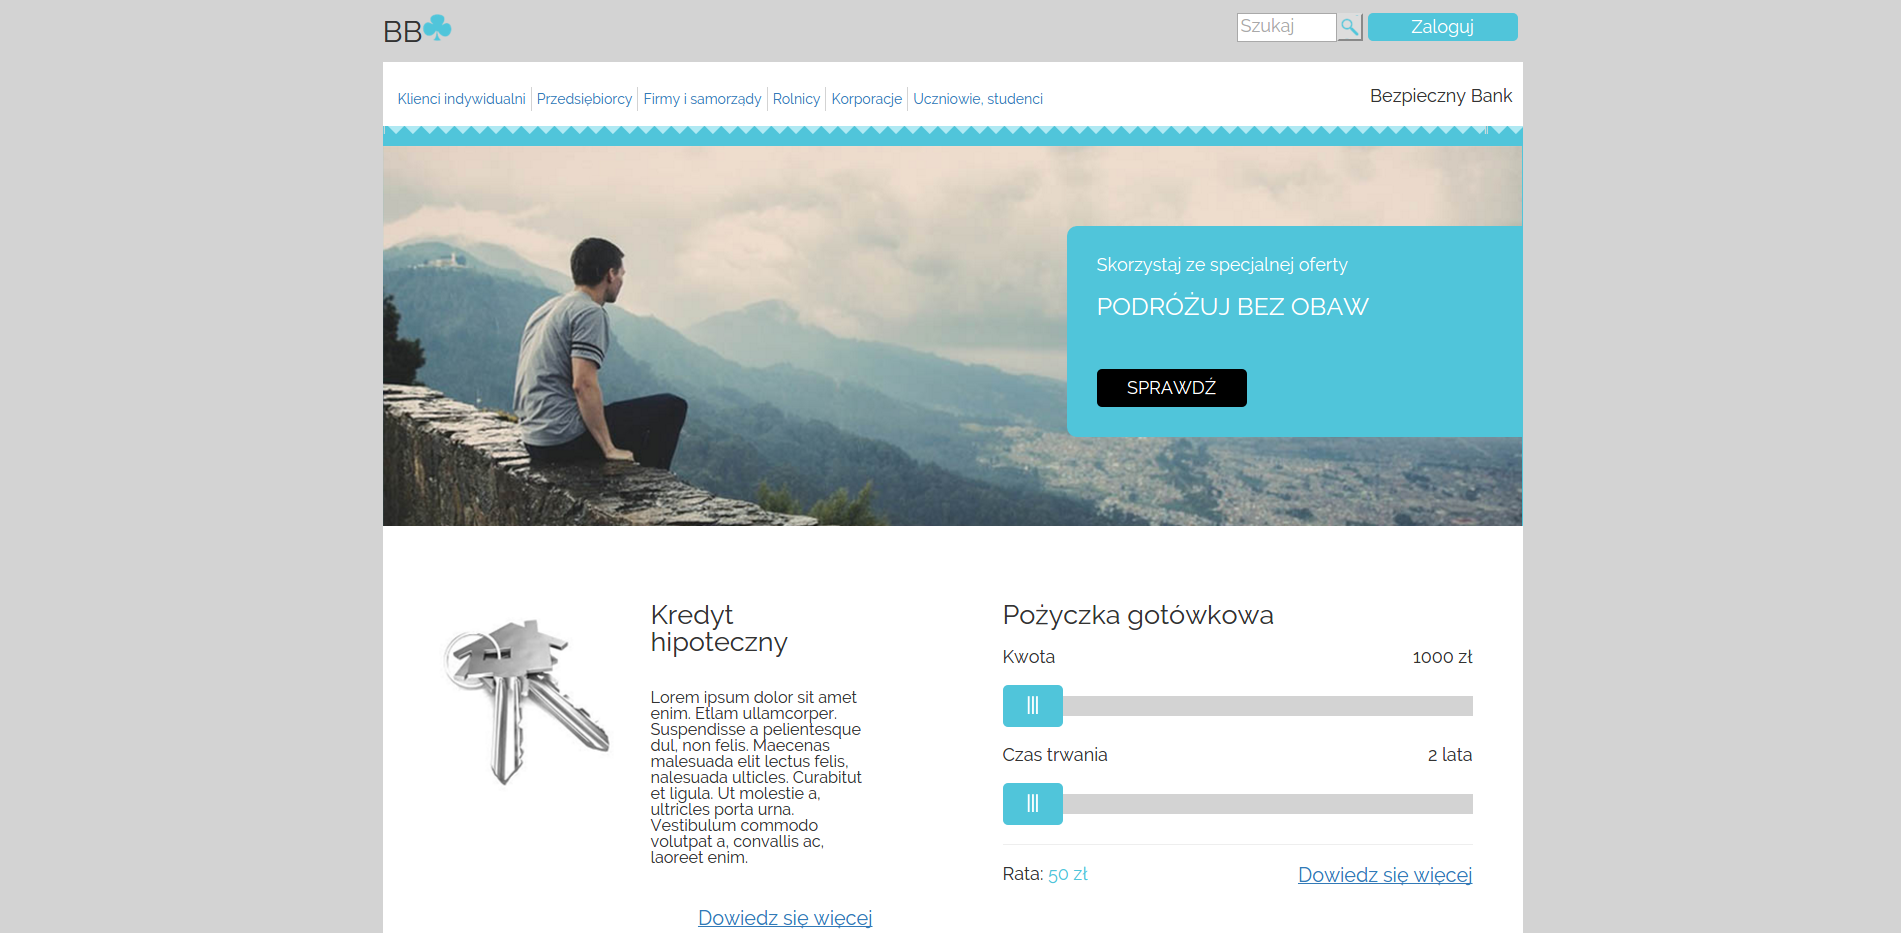 BB
Szukaj
Zaloguj
Klienci indywidualni
Przedsiębiorcy
Firmy i samorządy
Rolnicy
Korporacje
Uczniowie, studenci
Bezpieczny Bank
Skorzystaj ze specjalnej oferty
PODRÓŻUJ BEZ OBAW
SPRAWDŹ
Kredyt
hipoteczny
Lorem ipsum dolor sit amet
enim. Etlam ullamcorper.
Suspendisse a pelientesque
dul, non felis. Maecenas
malesuada elit lectus felis,
nalesuada ulticles. Curabitut
et ligula. Ut molestie a,
ultricles porta urna.
Vestibulum commodo
volutpat a, convallis ac,
laoreet enim.
Dowiedz się więcej
Pożyczka gotówkowa
Kwota
1000 zł
Czas trwania
2 lata
Rata: 50 zł
Dowiedz się więcej